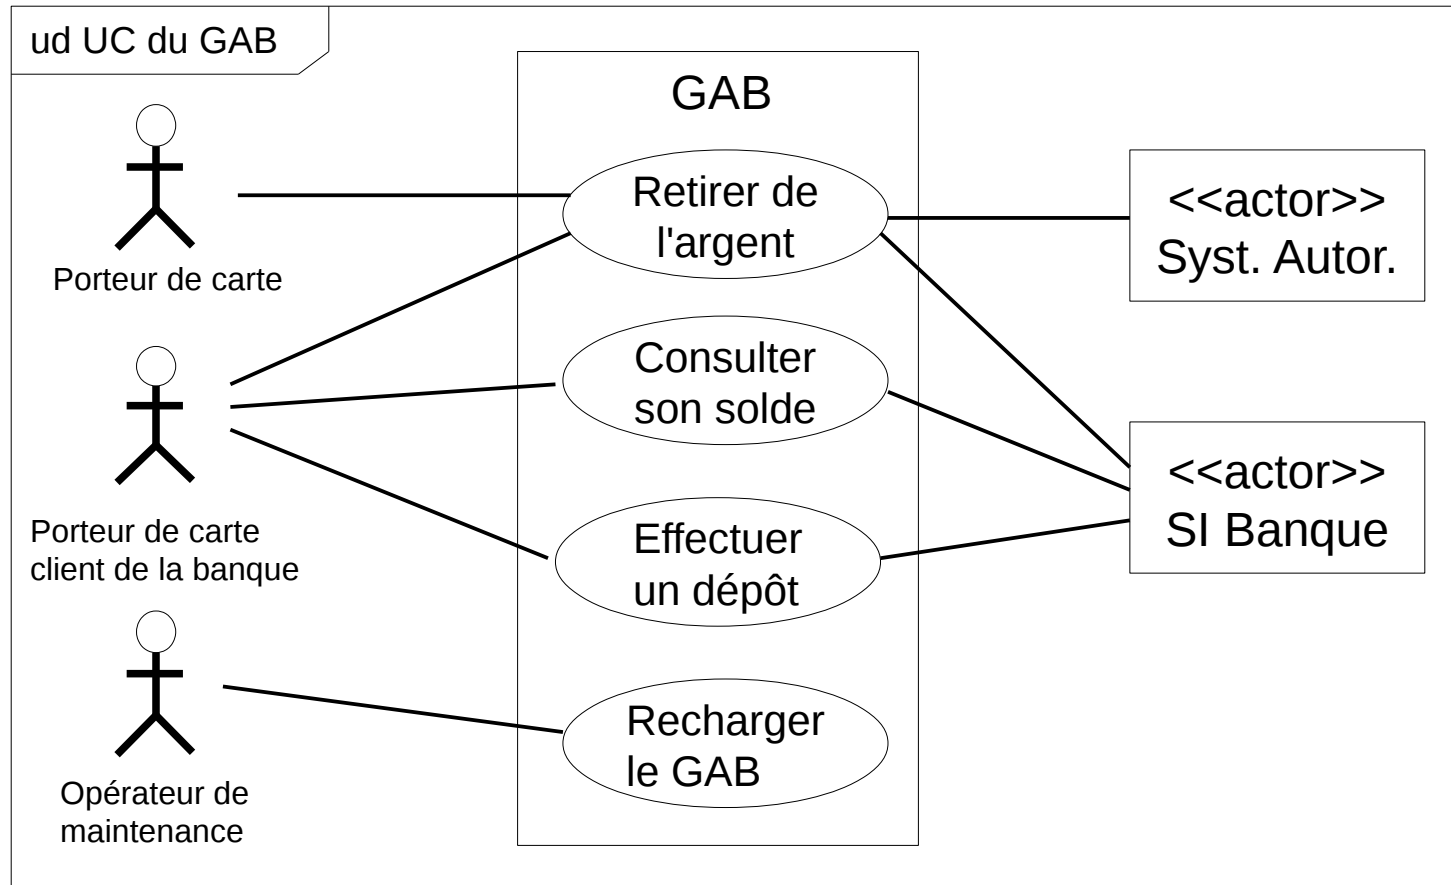 ud UC du GAB
GAB
Porteur de carte
Retirer de
l'argent
<<actor>>
Syst. Autor.
Porteur de carte
client de la banque
Consulter
son solde
Effectuer
un dépôt
<<actor>>
SI Banque
Opérateur de
maintenance
Recharger
le GAB